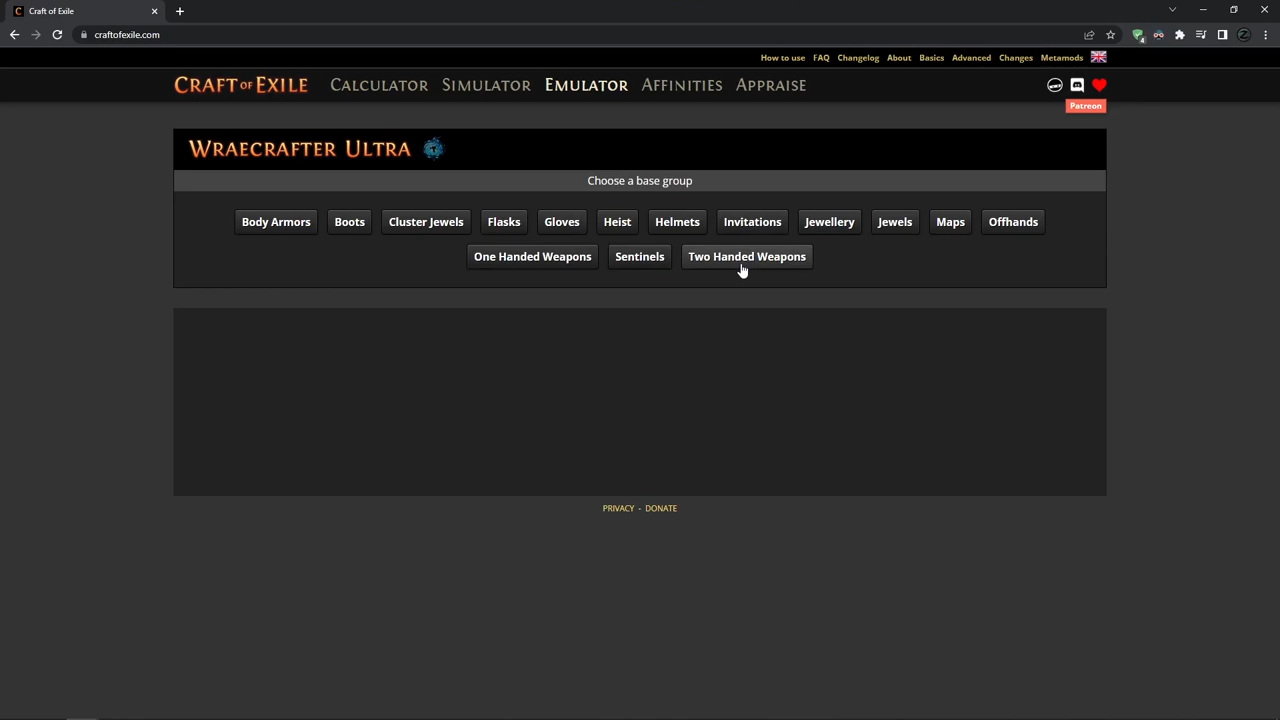 Craft of Exile
craftofexile.com
How to use FAQ Changelog About Basics Advanced Changes Metamods
CRAFT OF EXILE CALCULATOR SIMULATOR EMULATOR AFFINITIES APPRAISE
Patreon
WRAECRAFTER ULTRA
Choose a base group
Body Armors Boots Cluster Jewels Flasks Gloves Heist Helmets Invitations Jewellery Jewels Maps Offhands
One Handed Weapons Sentinels Two Handed Weapons
PRIVACY - DONATE